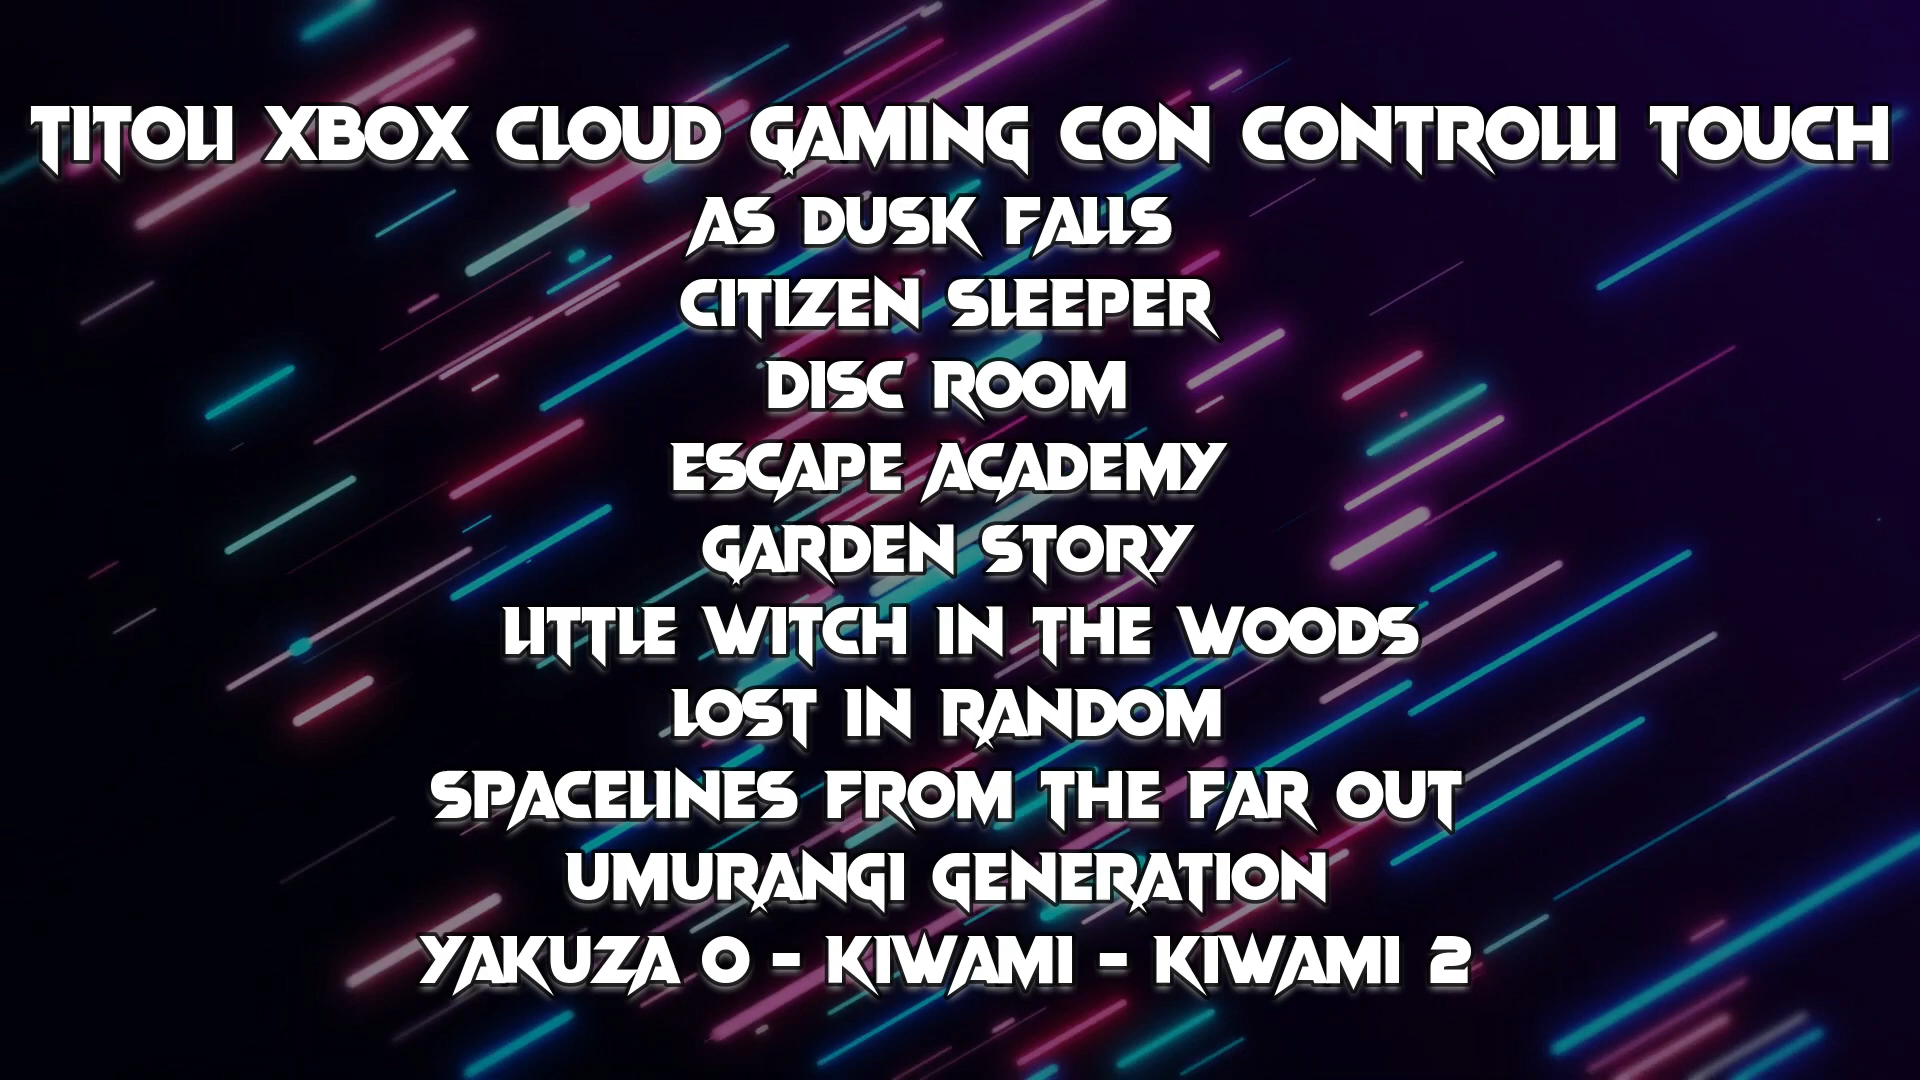 TITOLI XBOX CLOUD GAMING CON CONTROLLI TOUCH
AS DUSK FALLS
CITIZEN SLEEPER
DISC ROOM
ESCAPE ACADEMY
GARDEN STORY
LITTLE WITCH IN THE WOODS
LOST IN RANDOM
SPACELINES FROM THE FAR OUT
UMURANGI GENERATION
YAKUZA 0 - KIWAMI - KIWAMI 2